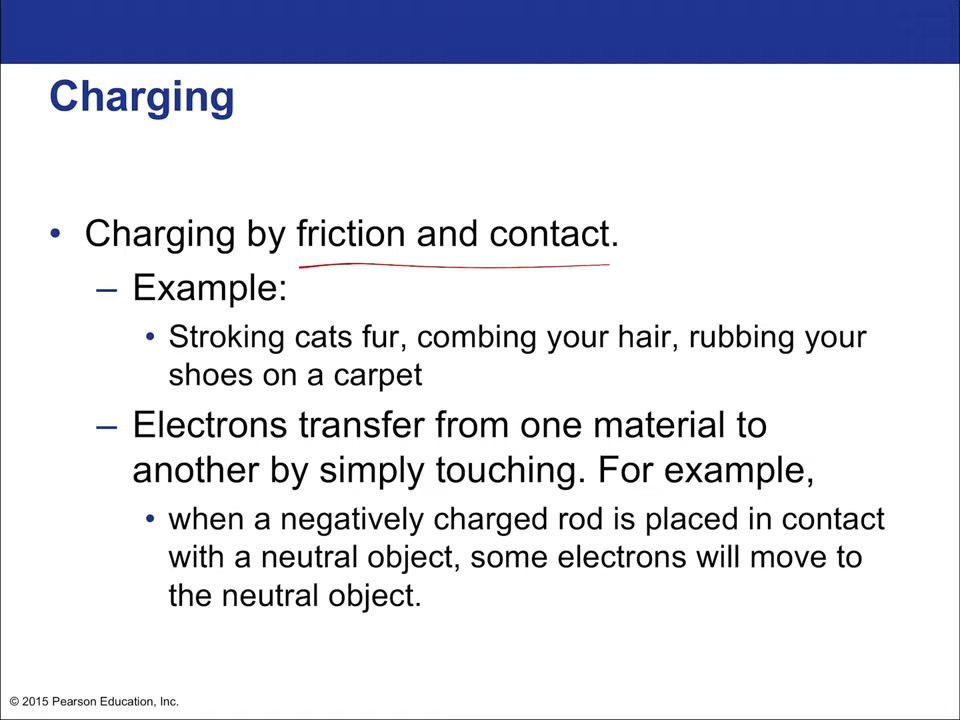 Charging
• Charging by friction and contact.
– Example:
• Stroking cats fur, combing your hair, rubbing your
shoes on a carpet
– Electrons transfer from one material to
another by simply touching. For example,
• when a negatively charged rod is placed in contact
with a neutral object, some electrons will move to
the neutral object.
© 2015 Pearson Education, Inc.